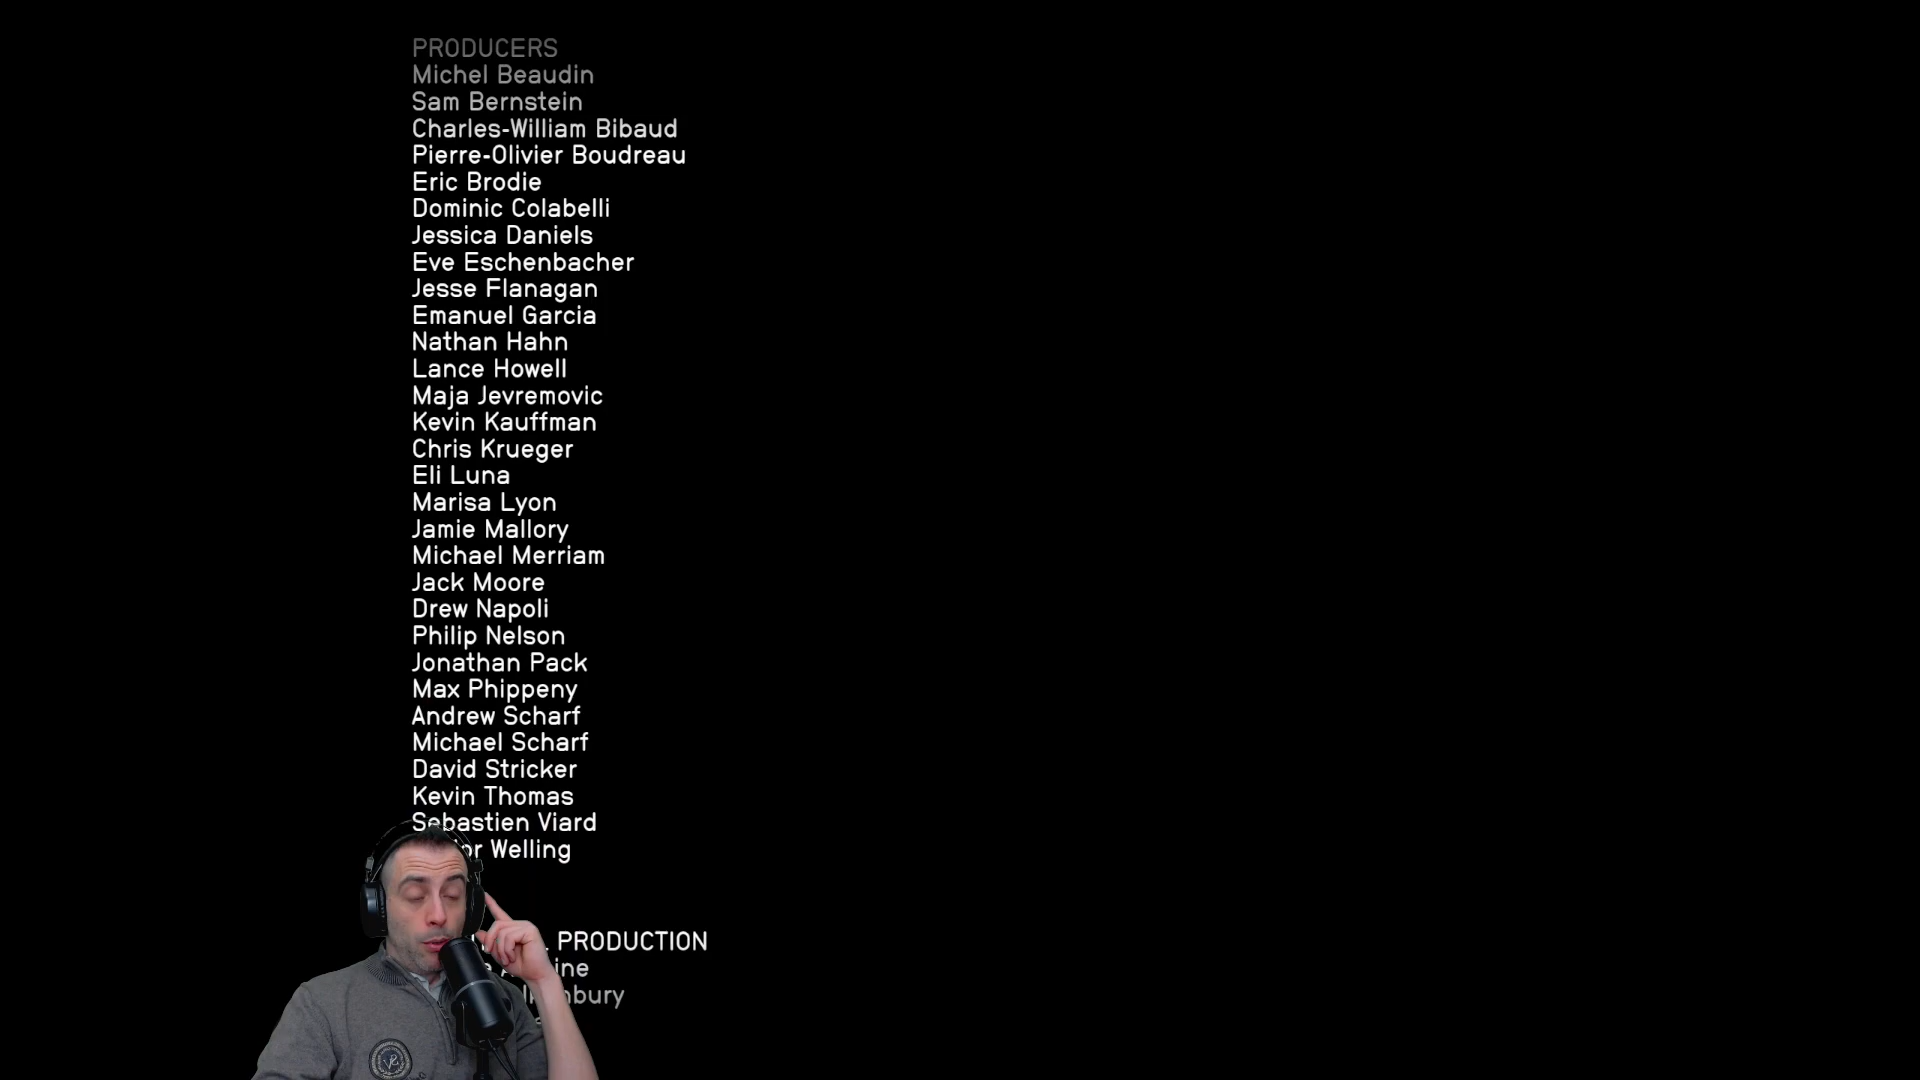 PRODUCERS
Michel Beaudin
Sam Bernstein
Charles-William Bibaud
Pierre-Olivier Boudreau
Eric Brodie
Dominic Colabelli
Jessica Daniels
Eve Eschenbacher
Jesse Flanagan
Emanuel Garcia
Nathan Hahn
Lance Howell
Maja Jevremovic
Kevin Kauffman
Chris Krueger
Eli Luna
Marisa Lyon
Jamie Mallory
Michael Merriam
Jack Moore
Drew Napoli
Philip Nelson
Jonathan Pack
Max Phippeny
Andrew Scharf
Michael Scharf
David Stricker
Kevin Thomas
Sebastien Viard
Welling
PRODUCTION